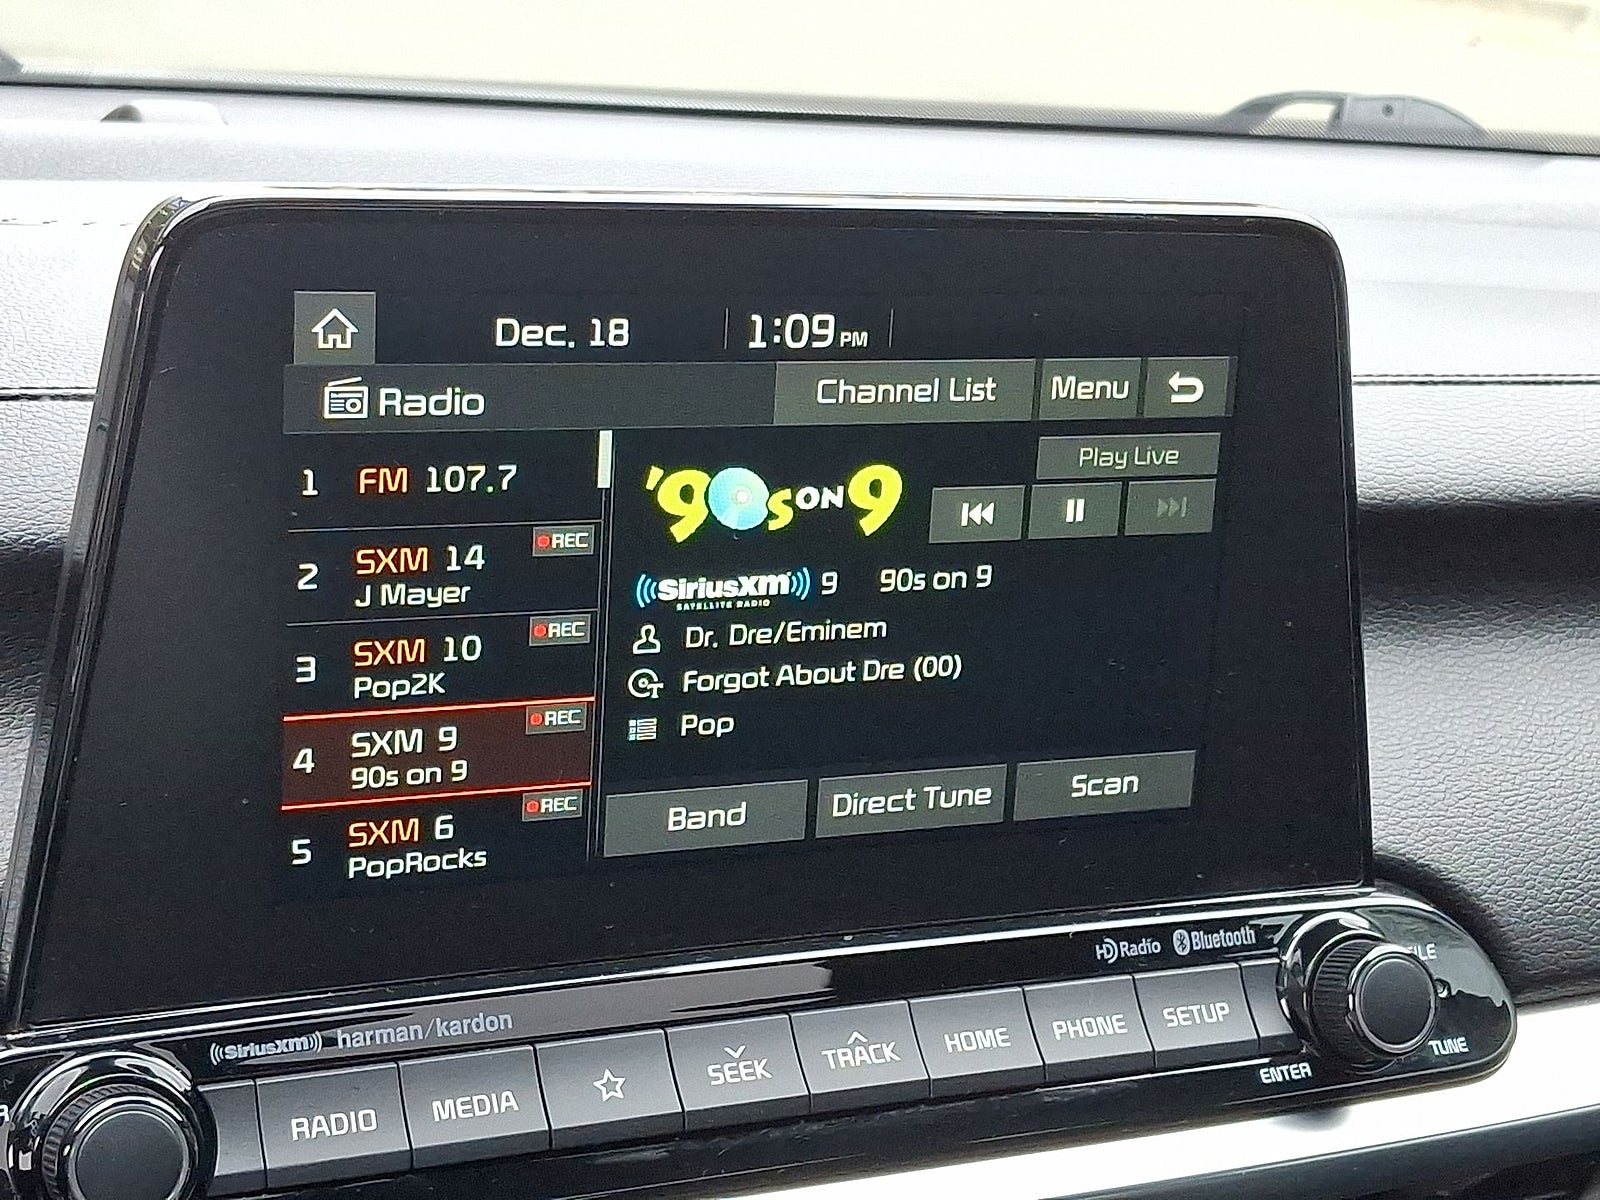 Dec. 18
1:09 PM
Radio
Channel List
Menu
1 FM 107.7
2 SXM 14
REC
J Mayer
3 SXM 10
REC
Pop2K
4 SXM 9
REC
90s on 9
5 SXM 6
REC
PopRocks
'90s ON 9
Play Live
((SiriusXM)) 9 90s on 9
SATELLITE RADIO
Dr. Dre/Eminem
Forgot About Dre (00)
Pop
Band
Direct Tune
Scan
HD Radio Bluetooth
((SiriusXM)) harman/kardon
RADIO
MEDIA
SEEK
TRACK
HOME
PHONE
SETUP
ENTER
TUNE